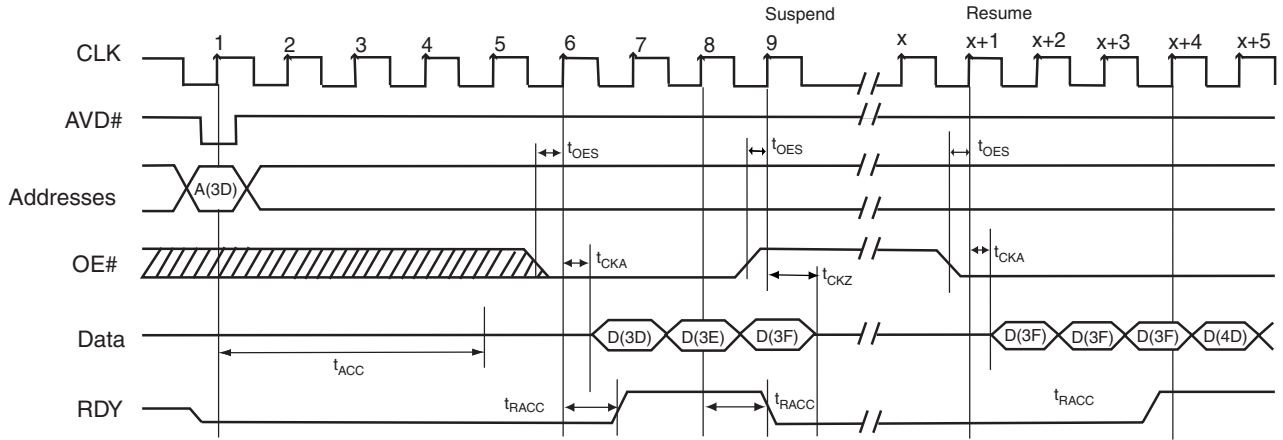 Suspend Resume
CLK 1 2 3 4 5 6 7 8 9 x x+1 x+2 x+3 x+4 x+5
AVD#
tOES tOES tOES
Addresses A(3D)
OE# tCKA tCKZ tCKA
Data D(3D) D(3E) D(3F) D(3F) D(3F) D(3F) D(4D)
tACC
RDY tRACC tRACC tRACC